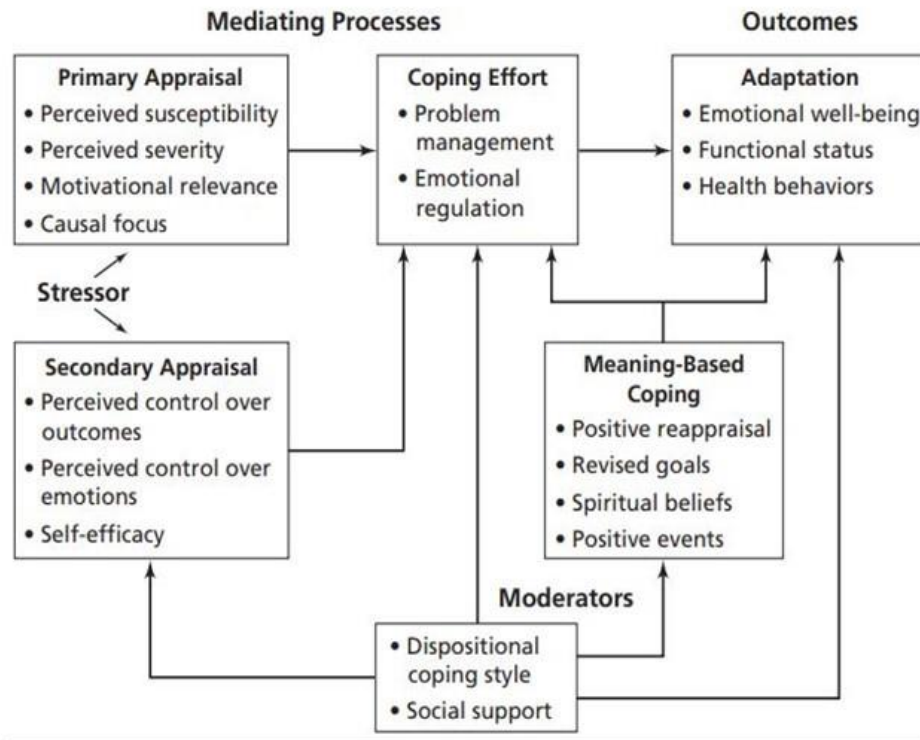 Mediating Processes
Outcomes
Primary Appraisal
• Perceived susceptibility
• Perceived severity
• Motivational relevance
• Causal focus
Coping Effort
• Problem
management
• Emotional
regulation
Adaptation
• Emotional well-being
• Functional status
• Health behaviors
Stressor
Secondary Appraisal
• Perceived control over
outcomes
• Perceived control over
emotions
• Self-efficacy
Meaning-Based
Coping
• Positive reappraisal
• Revised goals
• Spiritual beliefs
• Positive events
Moderators
• Dispositional
coping style
• Social support